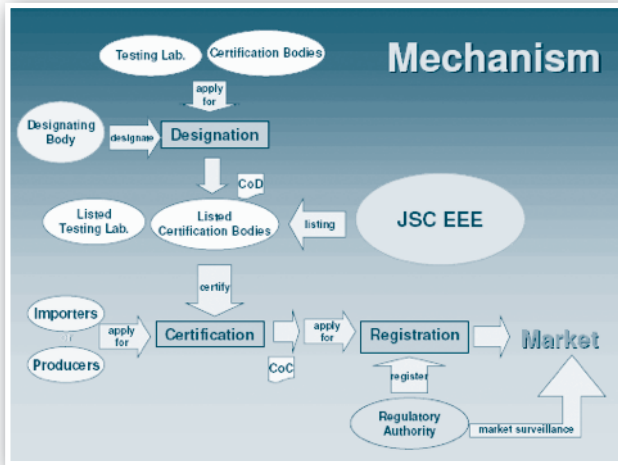 Mechanism
Testing Lab.
Certification Bodies
apply
for
Designating
Body
designate
Designation
CoD
Listed
Testing Lab.
Listed
Certification Bodies
listing
JSC EEE
certify
Importers
Producers
apply
for
Certification
CoC
apply
for
Registration
Market
register
Regulatory
Authority
market surveillance